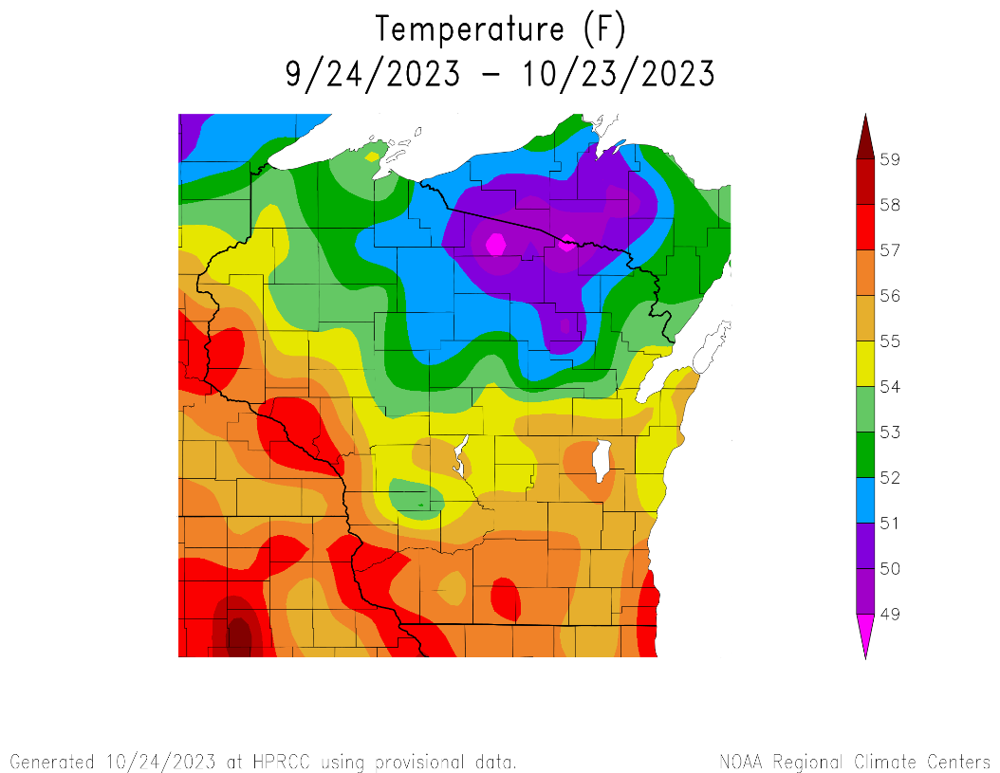 Temperature (F)
9/24/2023 – 10/23/2023
59
58
57
56
55
54
53
52
51
50
49
Generated 10/24/2023 at HPRCC using provisional data.
NOAA Regional Climate Centers